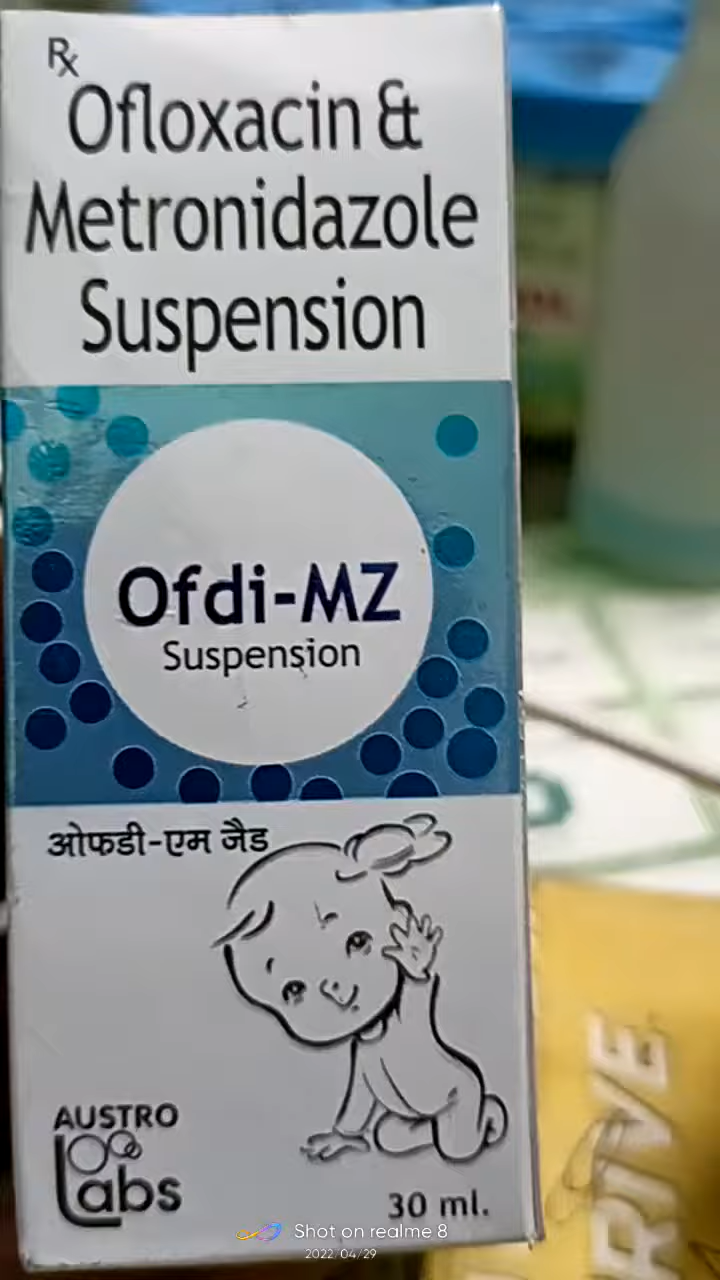 Rx
Ofloxacin &
Metronidazole
Suspension
Ofdi-MZ
Suspension
ओफडी-एम जैड
AUSTRO
Labs
30 ml.
Shot on realme 8
2022/04/29